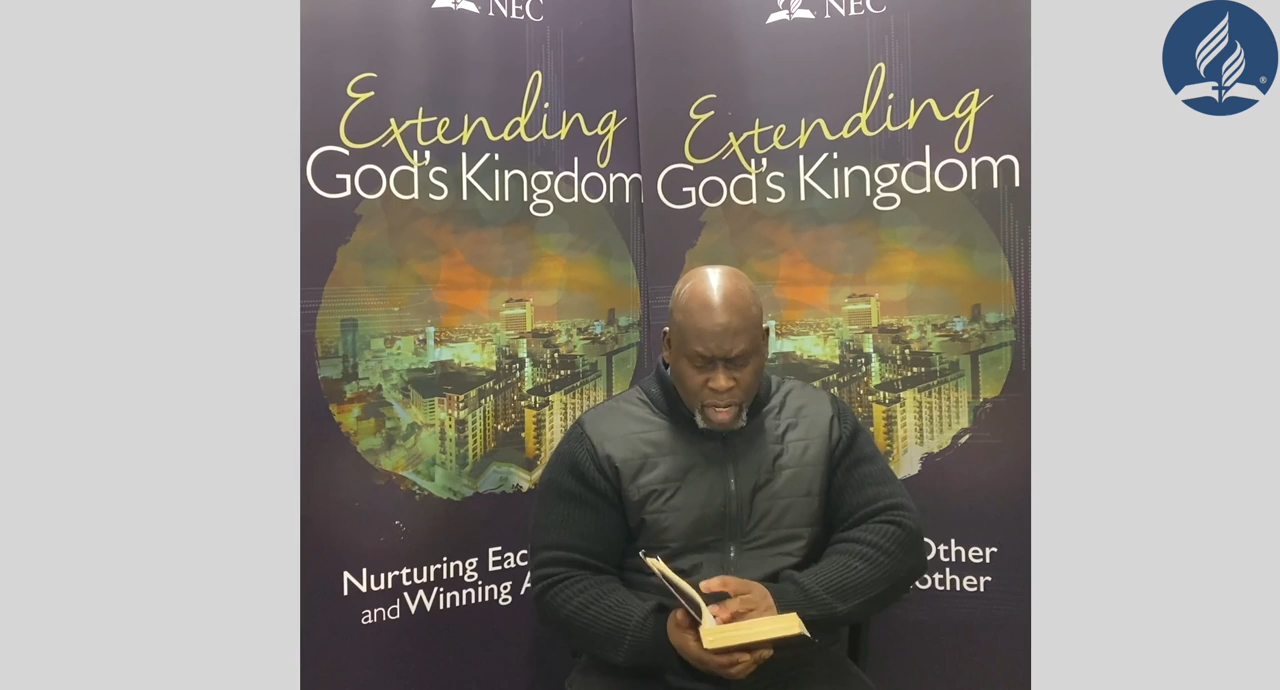 NEC
Extending
God's Kingdom
Nurturing Eac
and Winning A
NEC
Extending
God's Kingdom
Other
other
®